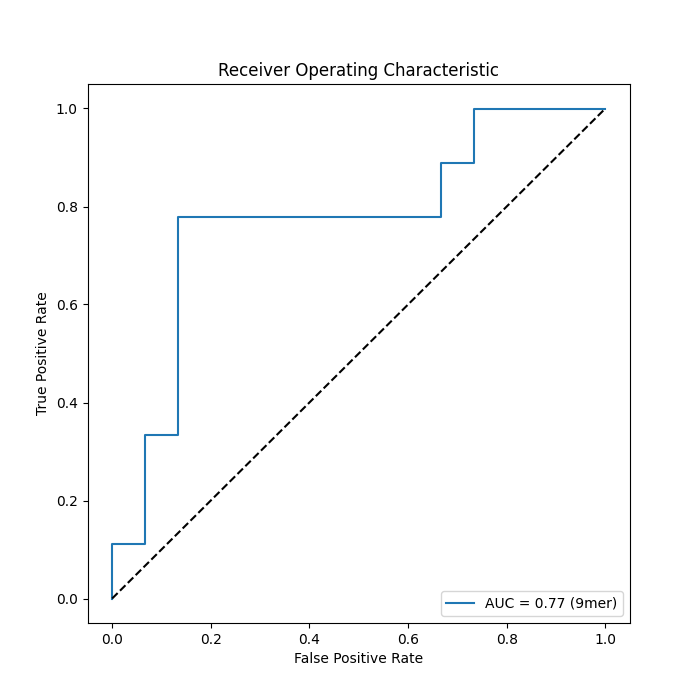 Receiver Operating Characteristic
1.0
0.8
0.6
0.4
0.2
0.0
True Positive Rate
AUC = 0.77 (9mer)
0.0 0.2 0.4 0.6 0.8 1.0
False Positive Rate